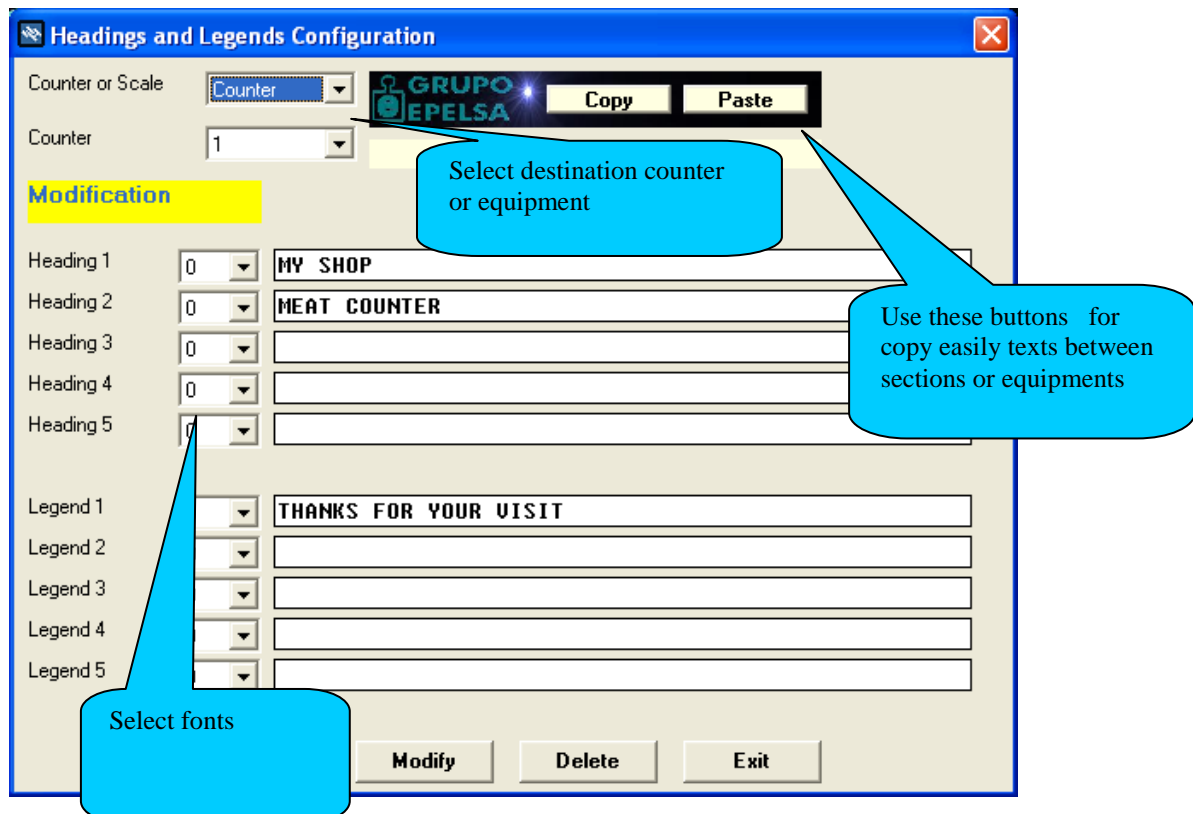 Headings and Legends Configuration
Counter or Scale
Counter
GRUPO
EPELSA
Copy
Paste
Counter
1
Select destination counter
or equipment
Modification
Heading 1
0
MY SHOP
Heading 2
0
MEAT COUNTER
Heading 3
0
Heading 4
0
Heading 5
Use these buttons for
copy easily texts between
sections or equipments
Legend 1
THANKS FOR YOUR VISIT
Legend 2
Legend 3
Legend 4
Legend 5
Select fonts
Modify
Delete
Exit